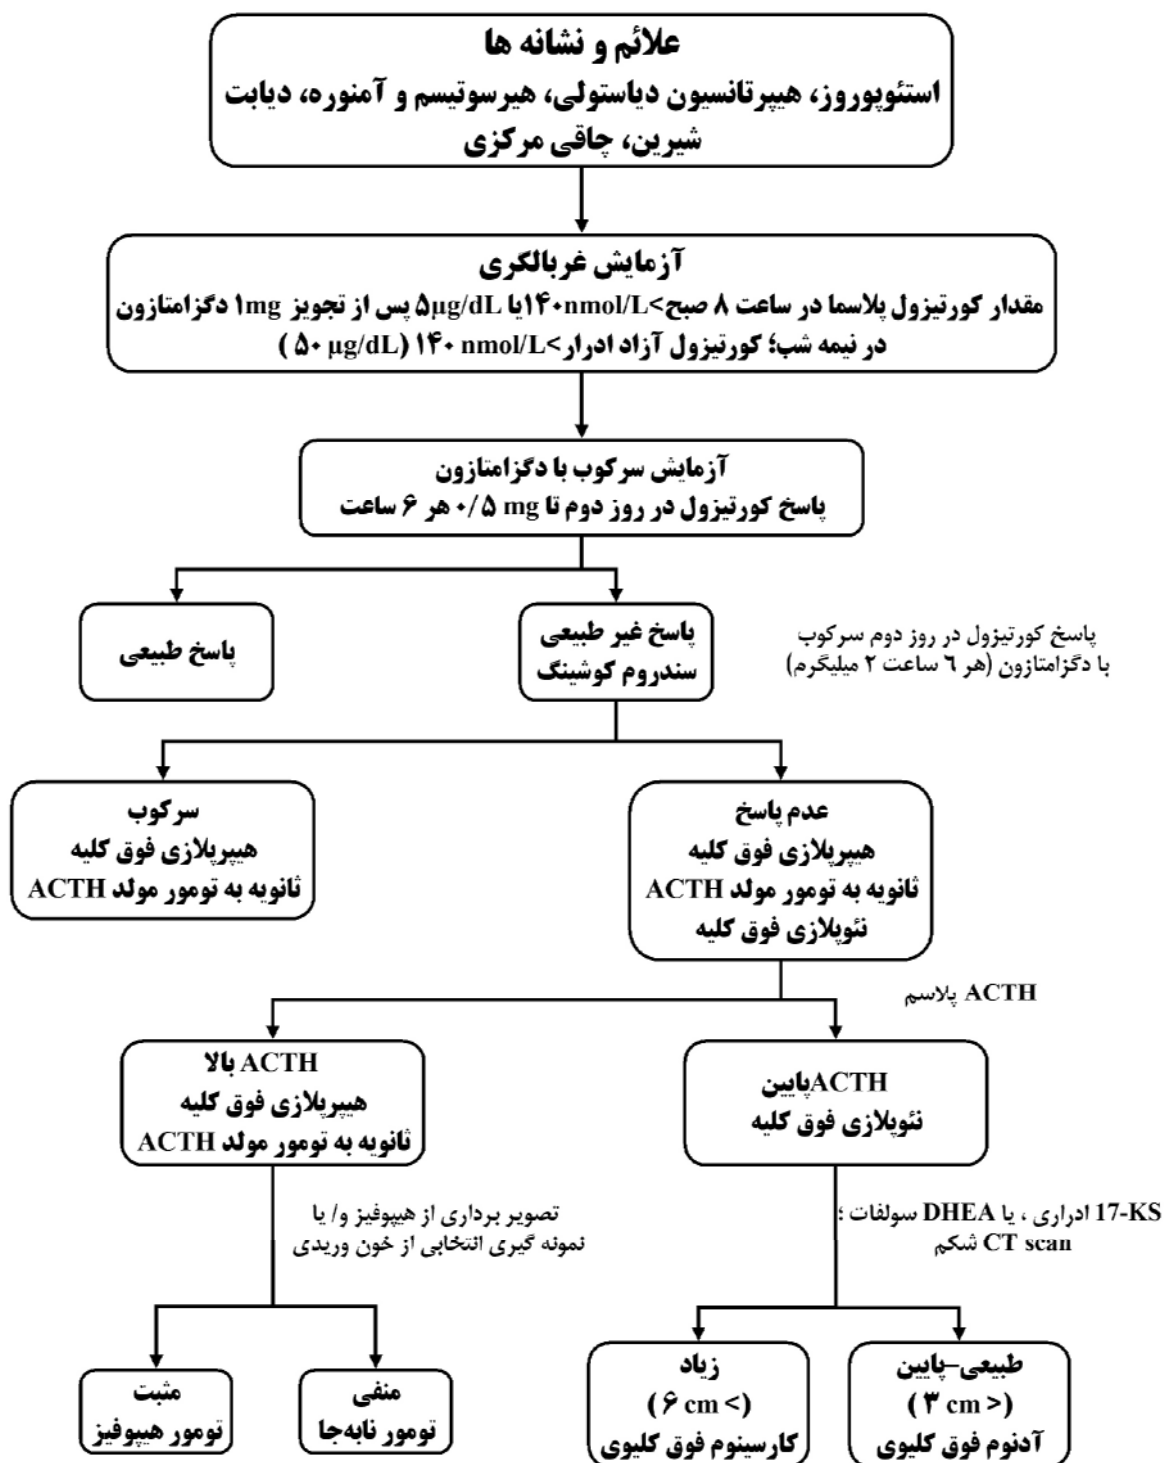 علائم و نشانه ها
استئوپوروز، هیپرتانسیون دیاستولی، هیرسوتیسم و آمنوره، دیابت
شیرین، چاقی مرکزی
آزمایش غربالگری
مقدار کورتیزول پلاسما در ساعت ۸ صبح>۱۴۰nmol/L یا ۵µg/dL پس از تجویز ۱mg دگزامتازون
در نیمه شب؛ کورتیزول آزاد ادرار>۱۴۰ nmol/L (۵۰ µg/dL )
آزمایش سرکوب با دگزامتازون
پاسخ کورتیزول در روز دوم تا ۰/۵ mg هر ۶ ساعت
پاسخ غیر طبیعی
سندروم کوشینگ
پاسخ طبیعی
پاسخ کورتیزول در روز دوم سرکوب
با دگزامتازون (هر ٦ ساعت ۲ میلیگرم)
عدم پاسخ
هیپرپلازی فوق کلیه
ثانویه به تومور مولد ACTH
نئوپلازی فوق کلیه
سرکوب
هیپرپلازی فوق کلیه
ثانویه به تومور مولد ACTH
ACTH پلاسم
ACTHپایین
نئوپلازی فوق کلیه
ACTH بالا
هیپرپلازی فوق کلیه
ثانویه به تومور مولد ACTH
17-KS ادراری ، یا DHEA سولفات ؛
CT scan شکم
تصویر برداری از هیپوفیز و/ یا
نمونه گیری انتخابی از خون وریدی
طبیعی–پایین
(۳ cm >)
آدنوم فوق کلیوی
زیاد
(۶ cm <)
کارسینوم فوق کلیوی
منفی
تومور نابه‌جا
مثبت
تومور هیپوفیز